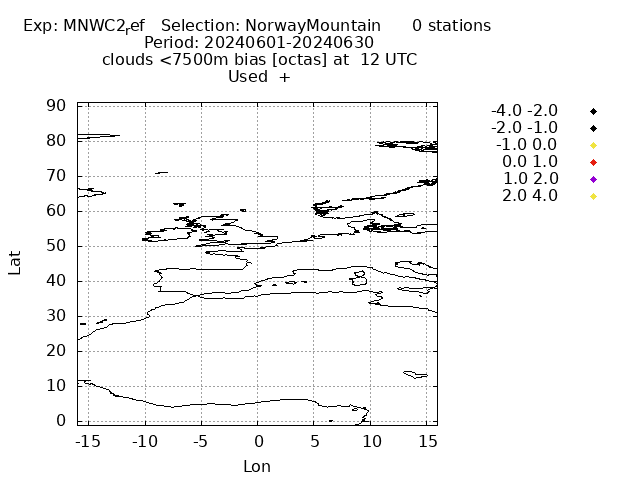 Exp: MNWC2ref   Selection: NorwayMountain      0 stations
Period: 20240601-20240630
clouds <7500m bias [octas] at  12 UTC
Used  +
-4.0 -2.0
-2.0 -1.0
-1.0 0.0
0.0 1.0
1.0 2.0
2.0 4.0
90
80
70
60
50
40
30
20
10
0
Lat
-15 -10 -5 0 5 10 15
Lon